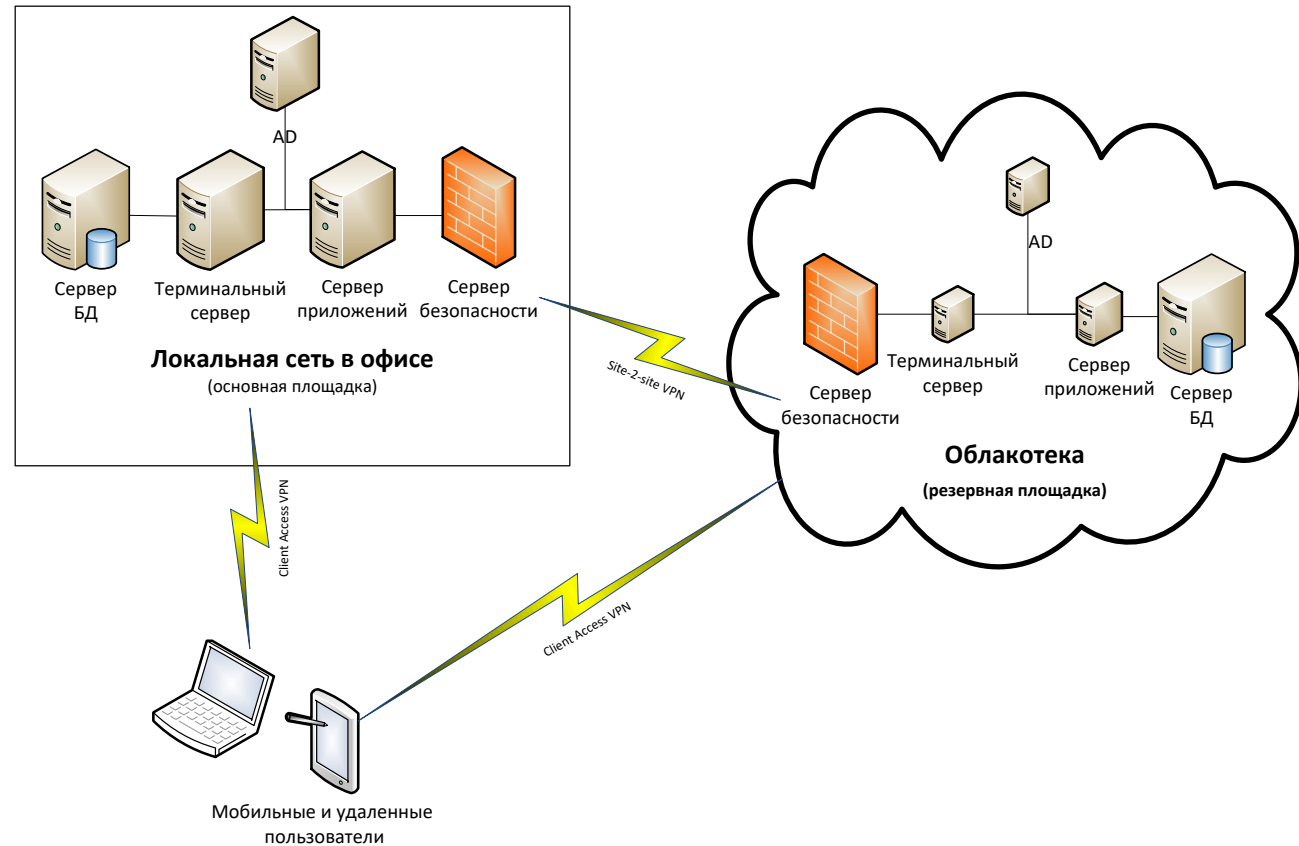 AD
Сервер
БД
Терминальный
сервер
Сервер
приложений
Сервер
безопасности
Локальная сеть в офисе
(основная площадка)
Site-2-site VPN
AD
Сервер
безопасности
Терминальный
сервер
Сервер
приложений
Сервер
БД
Облакотека
(резервная площадка)
Client Access VPN
Client Access VPN
Мобильные и удаленные
пользователи